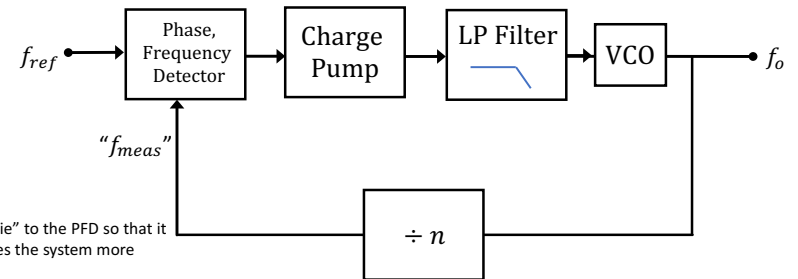 Phase,
Frequency
Detector
Charge
Pump
LP Filter
VCO
f_ref
f_o
“f_meas”
÷ n
ie” to the PFD so that it
es the system more